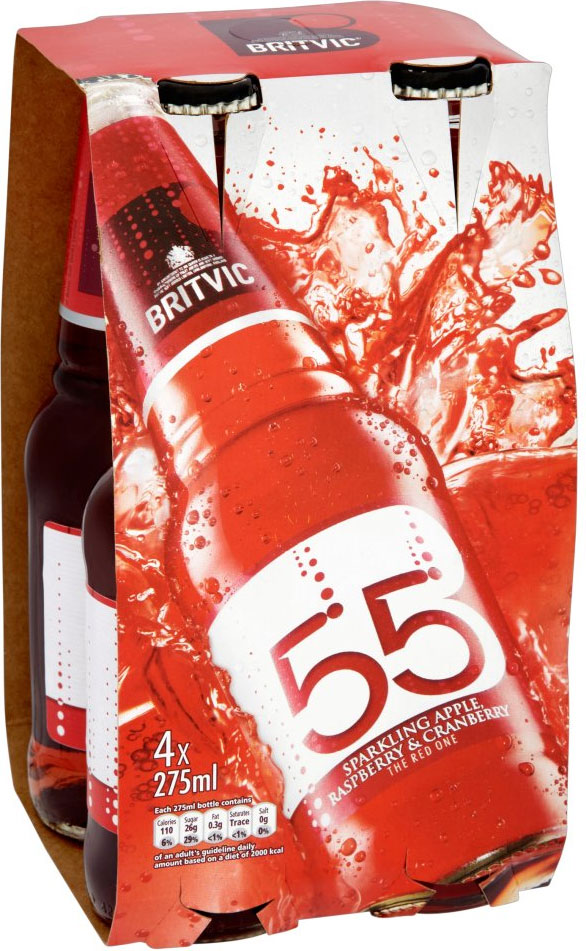 BRITVIC
BRITVIC
55
SPARKLING APPLE,
RASPBERRY & CRANBERRY
THE RED ONE
4x
275ml
Each 275ml bottle contains
Calories Sugar Fat Saturates Salt
110 26g 0.3g Trace 0g
6% 29% <1% <1% 0%
of an adult's guideline daily
amount based on a diet of 2000 kcal